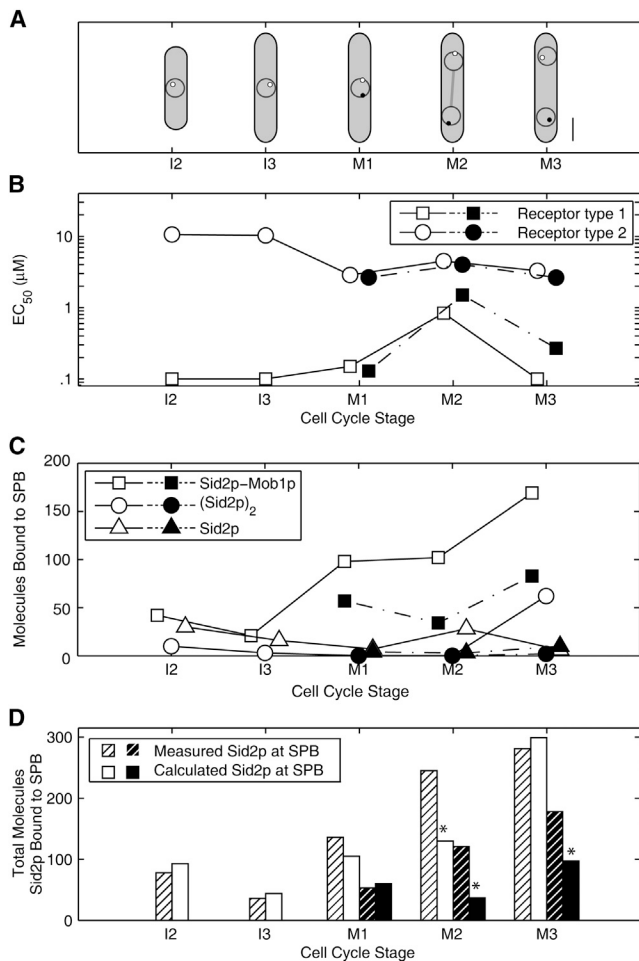 A
I2 I3 M1 M2 M3
B
Receptor type 1
Receptor type 2
EC50 (μM)
10
1
.1
I2 I3 M1 M2 M3
Cell Cycle Stage
C
Sid2p–Mob1p
(Sid2p)2
Sid2p
Molecules Bound to SPB
200
150
100
50
0
I2 I3 M1 M2 M3
Cell Cycle Stage
D
Measured Sid2p at SPB
Calculated Sid2p at SPB
Total Molecules
Sid2p Bound to SPB
300
200
100
0
* * *
I2 I3 M1 M2 M3
Cell Cycle Stage